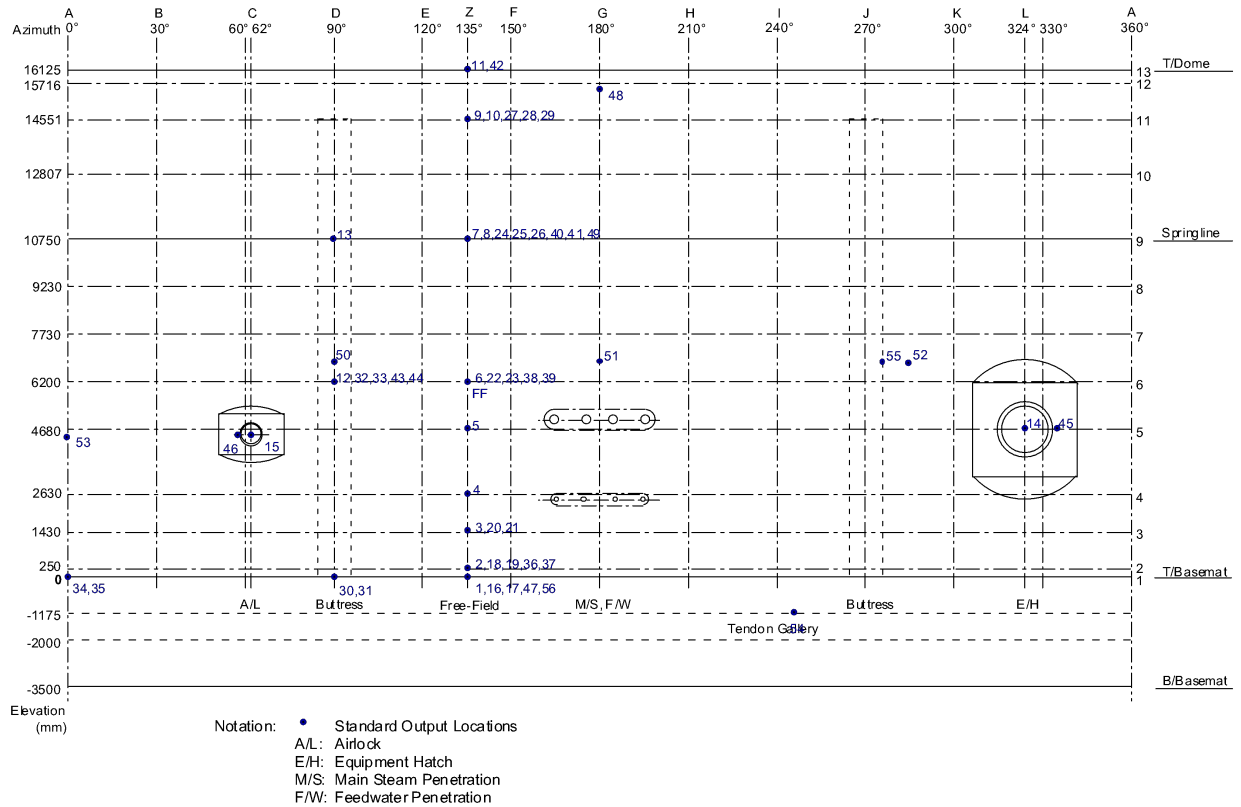 A B C D E Z F G H I J K L A
Azimuth 0° 30° 60° 62° 90° 120° 135° 150° 180° 210° 240° 270° 300° 324° 330° 360°
16125 11,42 13 T/Dome
15716 48 12
14551 9,10,27,28,29 11
12807 10
10750 13 7,8,24,25,26,40,41,49 9 Springline
9230 8
7730 7
50 51 55 52
6200 12,32,33,43,44 6,22,23,38,39 6
FF
4680 5 14 45 5
53 46 15
2630 4 4
1430 3,20,21 3
250 2,18,19,36,37 2
0 1 T/Basemat
34,35 30,31 1,16,17,47,56
A/L Buttress Free-Field M/S, F/W Buttress E/H
-1175
Tendon Gallery
54
-2000
-3500 B/Basemat
Elevation
(mm)
Notation: Standard Output Locations
A/L: Airlock
E/H: Equipment Hatch
M/S: Main Steam Penetration
F/W: Feedwater Penetration